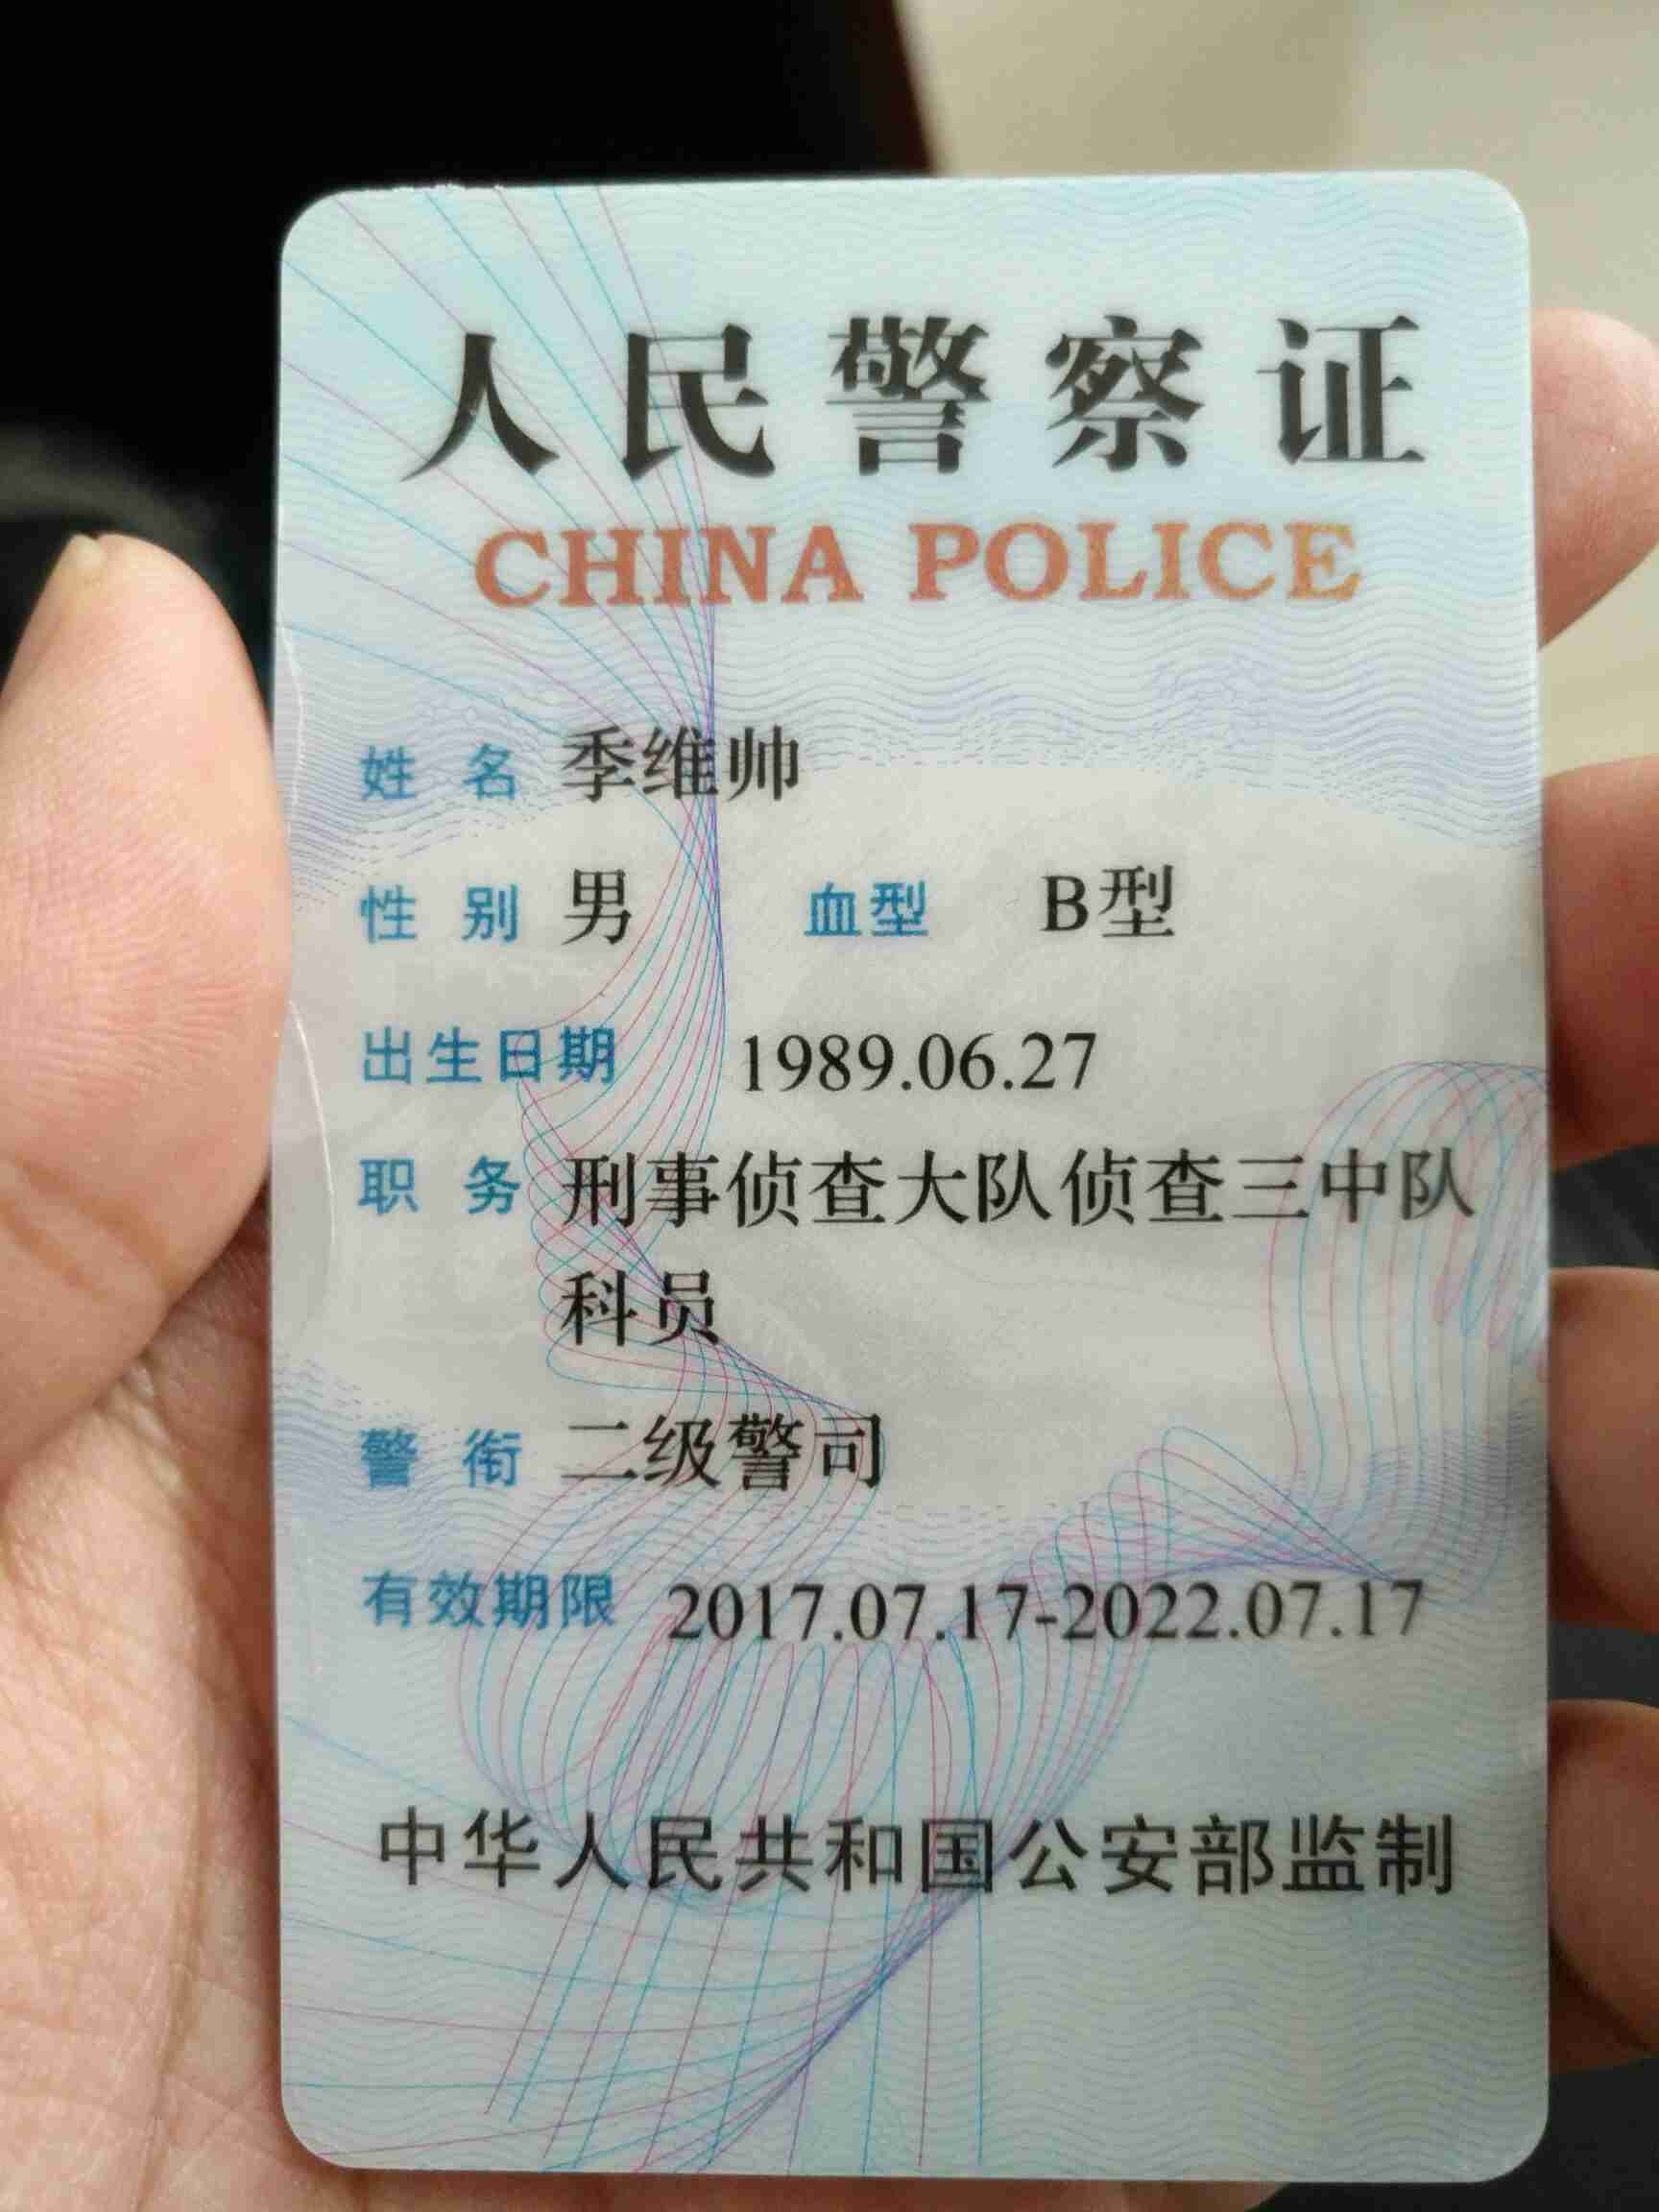 人民警察证
CHINA POLICE
姓名 季维帅
性别 男 血型 B型
出生日期 1989.06.27
职务 刑事侦查大队侦查三中队
科员
警衔 二级警司
有效期限 2017.07.17-2022.07.17
中华人民共和国公安部监制